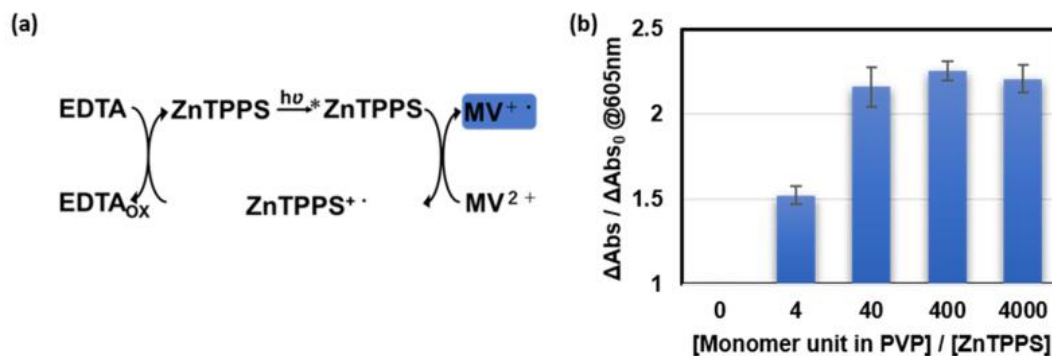 (a)
EDTA ZnTPPS hυ *ZnTPPS MV⁺˙
EDTAox ZnTPPS⁺˙ MV²⁺
(b)
2.5
2
1.5
1
ΔAbs / ΔAbs₀ @605nm
0 4 40 400 4000
[Monomer unit in PVP] / [ZnTPPS]